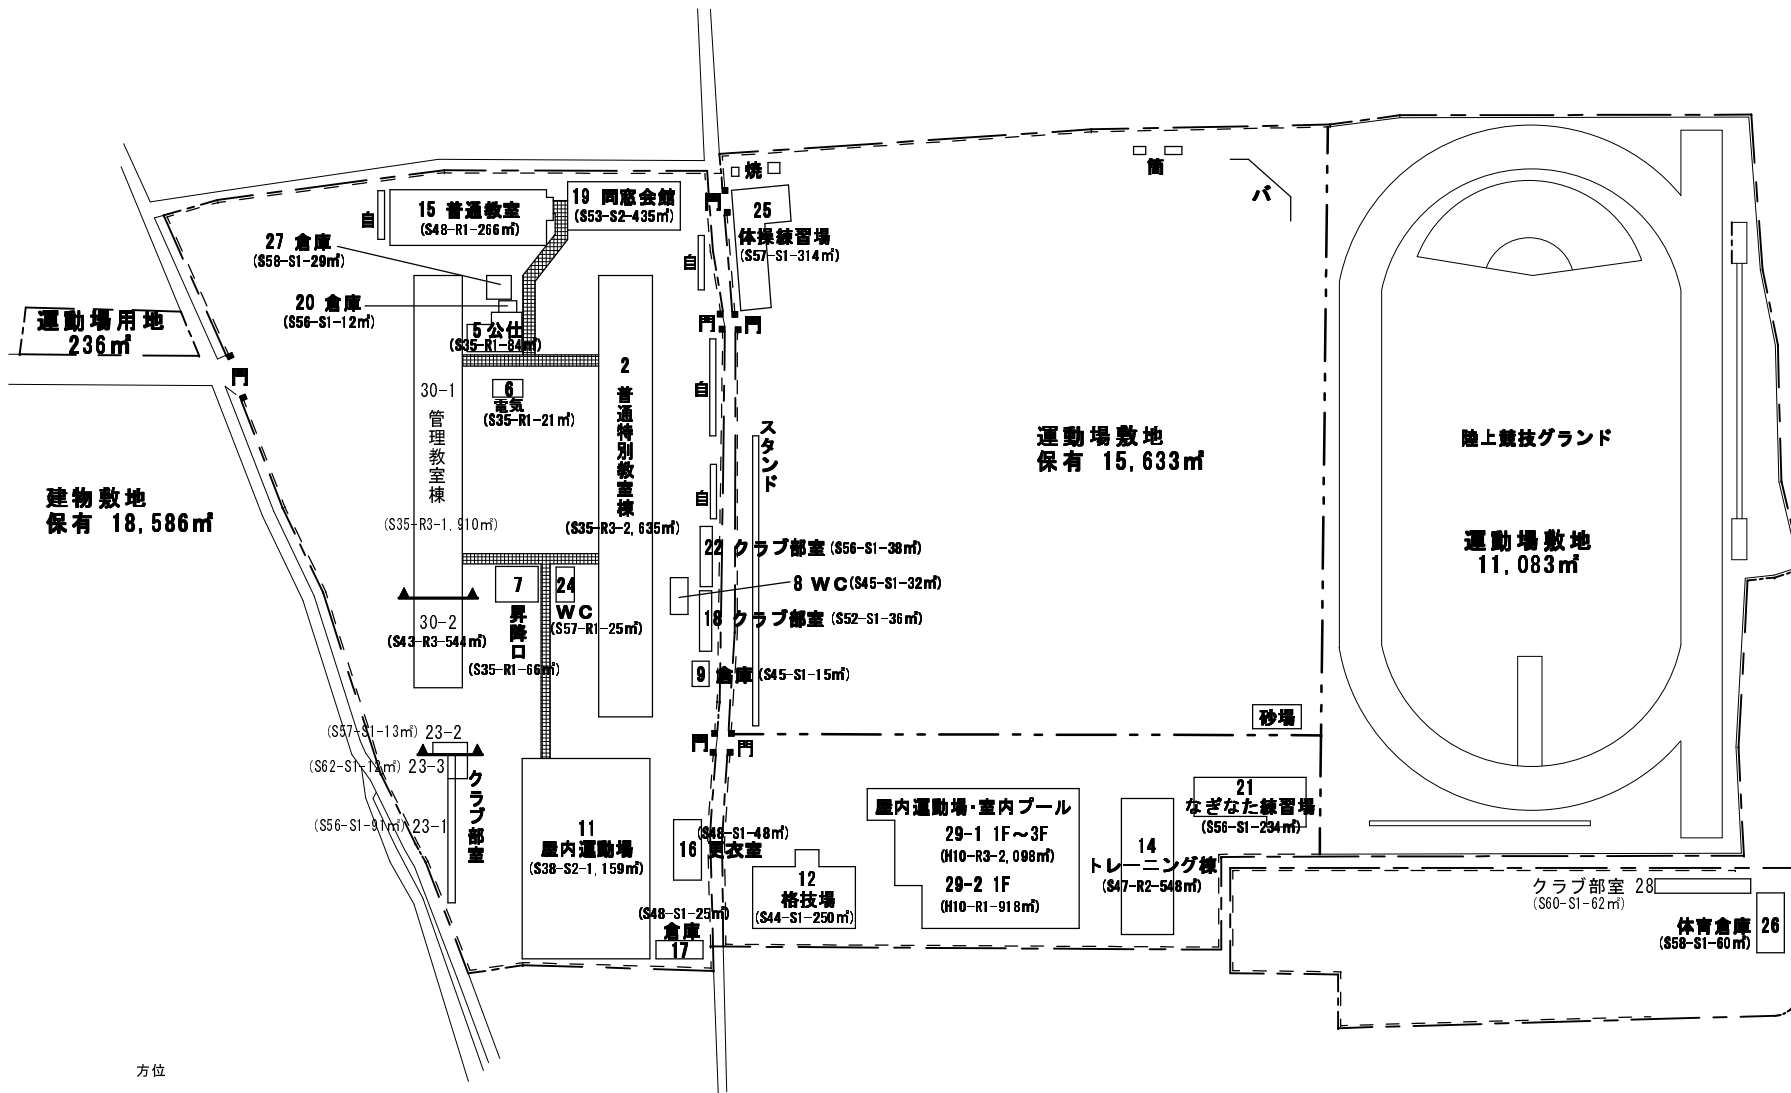 焼
筒
バ
門
19 同窓会館
(S53-S2-435㎡)
15 普通教室
(S48-R1-266㎡)
自
25
体操練習場
(S57-S1-314㎡)
27 倉庫
(S58-S1-29㎡)
自
20 倉庫
(S56-S1-12㎡)
運動場用地
236㎡
5 公仕
(S35-R1-84㎡)
門
門
門
2
普通特別教室棟
(S35-R3-2,635㎡)
30-1
管理教室棟
(S35-R3-1,910㎡)
6
電気
(S35-R1-21㎡)
自
スタンド
運動場敷地
保有 15,633㎡
陸上競技グランド
建物敷地
保有 18,586㎡
自
運動場敷地
11,083㎡
22 クラブ部室 (S56-S1-38㎡)
8 WC(S45-S1-32㎡)
7
昇降口
(S35-R1-66㎡)
24
WC
(S57-R1-25㎡)
18 クラブ部室 (S52-S1-36㎡)
30-2
(S43-R3-544㎡)
9 倉庫 (S45-S1-15㎡)
砂場
(S57-S1-13㎡) 23-2
門
門
(S62-S1-12㎡) 23-3
クラブ部室
(S56-S1-91㎡) 23-1
11
屋内運動場
(S38-S2-1,159㎡)
(S48-S1-48㎡)
16 更衣室
屋内運動場・室内プール
29-1 1F～3F
(H10-R3-2,098㎡)
29-2 1F
(H10-R1-918㎡)
21
なぎなた練習場
(S56-S1-234㎡)
14
トレーニング棟
(S47-R2-548㎡)
12
格技場
(S44-S1-250㎡)
クラブ部室 28
(S60-S1-62㎡)
(S48-S1-25㎡)
倉庫
17
体育倉庫 26
(S58-S1-60㎡)
方位